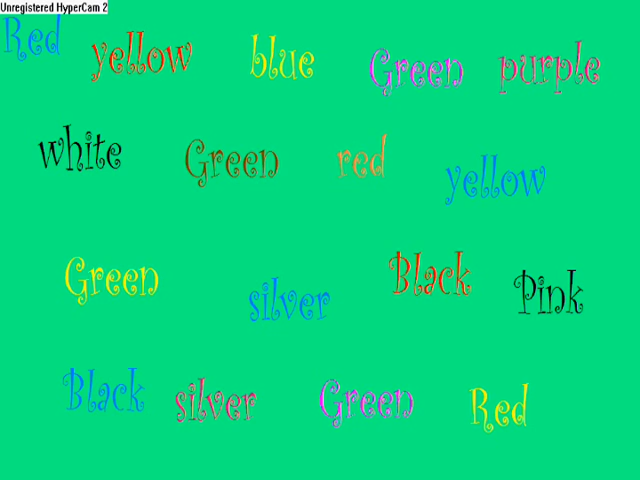 Unregistered HyperCam 2
Red yellow blue Green purple
white Green red yellow
Green silver Black Pink
Black silver Green Red